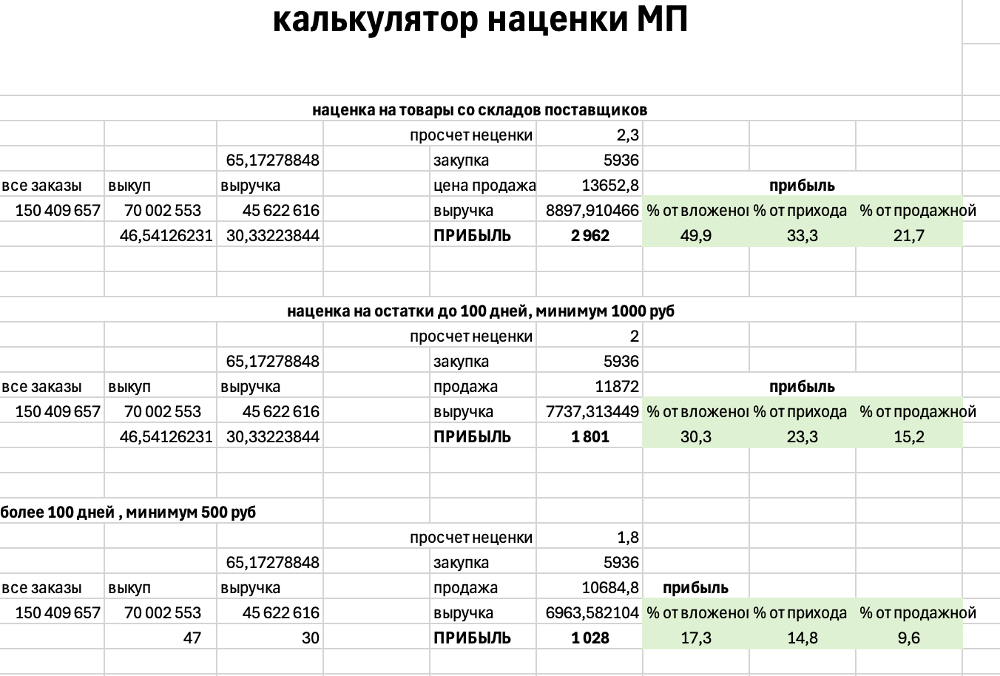 калькулятор наценки МП
наценка на товары со складов поставщиков
просчет неценки 2,3
65,17278848 закупка 5936
все заказы выкуп выручка цена продажа 13652,8 прибыль
150 409 657 70 002 553 45 622 616 выручка 8897,910466 % от вложеноі % от прихода % от продажной
46,54126231 30,33223844 ПРИБЫЛЬ 2 962 49,9 33,3 21,7
наценка на остатки до 100 дней, минимум 1000 руб
просчет неценки 2
65,17278848 закупка 5936
все заказы выкуп выручка продажа 11872 прибыль
150 409 657 70 002 553 45 622 616 выручка 7737,313449 % от вложеноі % от прихода % от продажной
46,54126231 30,33223844 ПРИБЫЛЬ 1 801 30,3 23,3 15,2
более 100 дней , минимум 500 руб
просчет неценки 1,8
65,17278848 закупка 5936
все заказы выкуп выручка продажа 10684,8 прибыль
150 409 657 70 002 553 45 622 616 выручка 6963,582104 % от вложеноі % от прихода % от продажной
47 30 ПРИБЫЛЬ 1 028 17,3 14,8 9,6